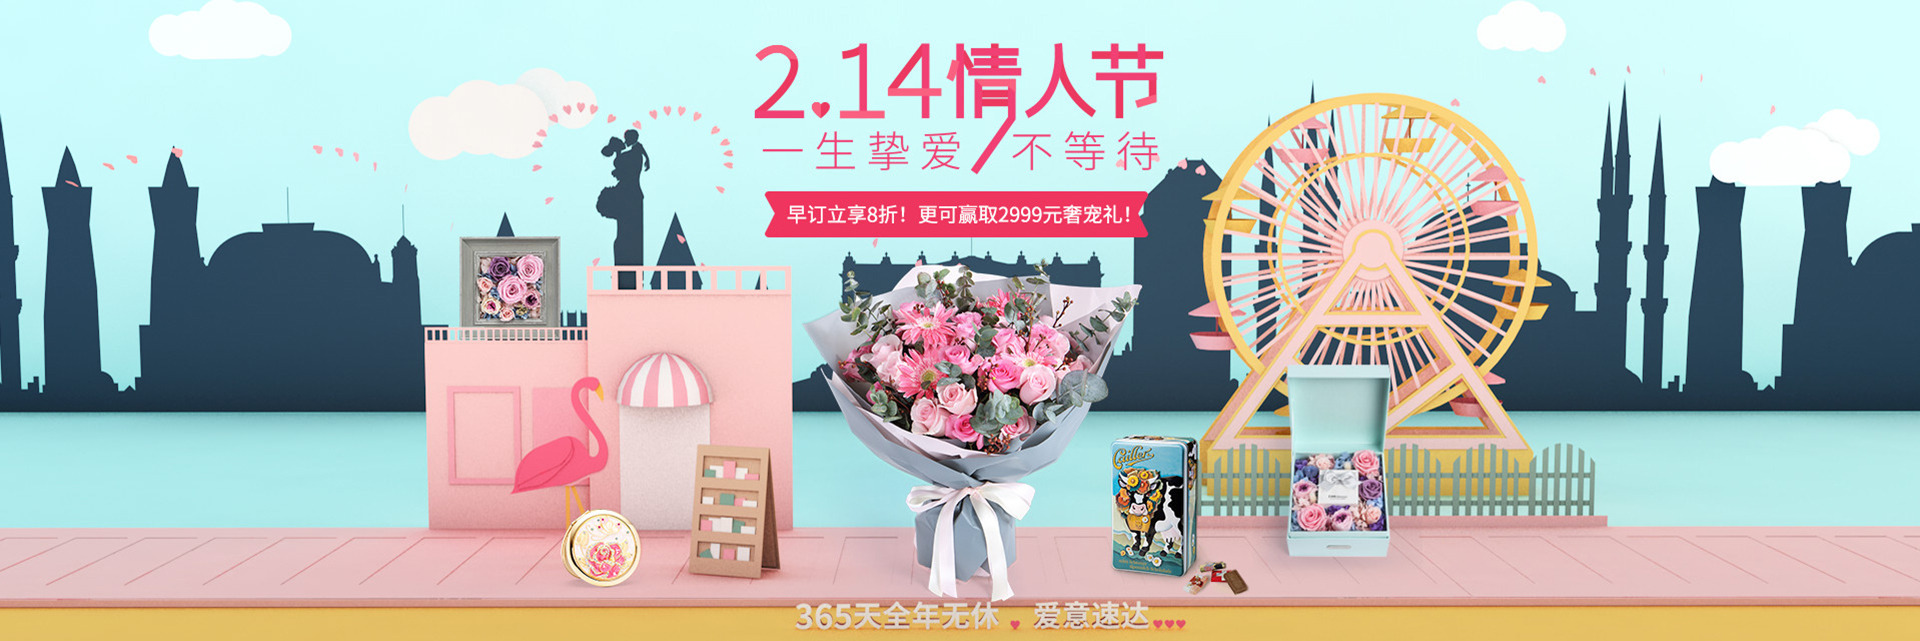 2.14情人节
一生挚爱/不等待
早订立享8折！更可赢取2999元奢宠礼！
Cailler
365天全年无休 . 爱意速达